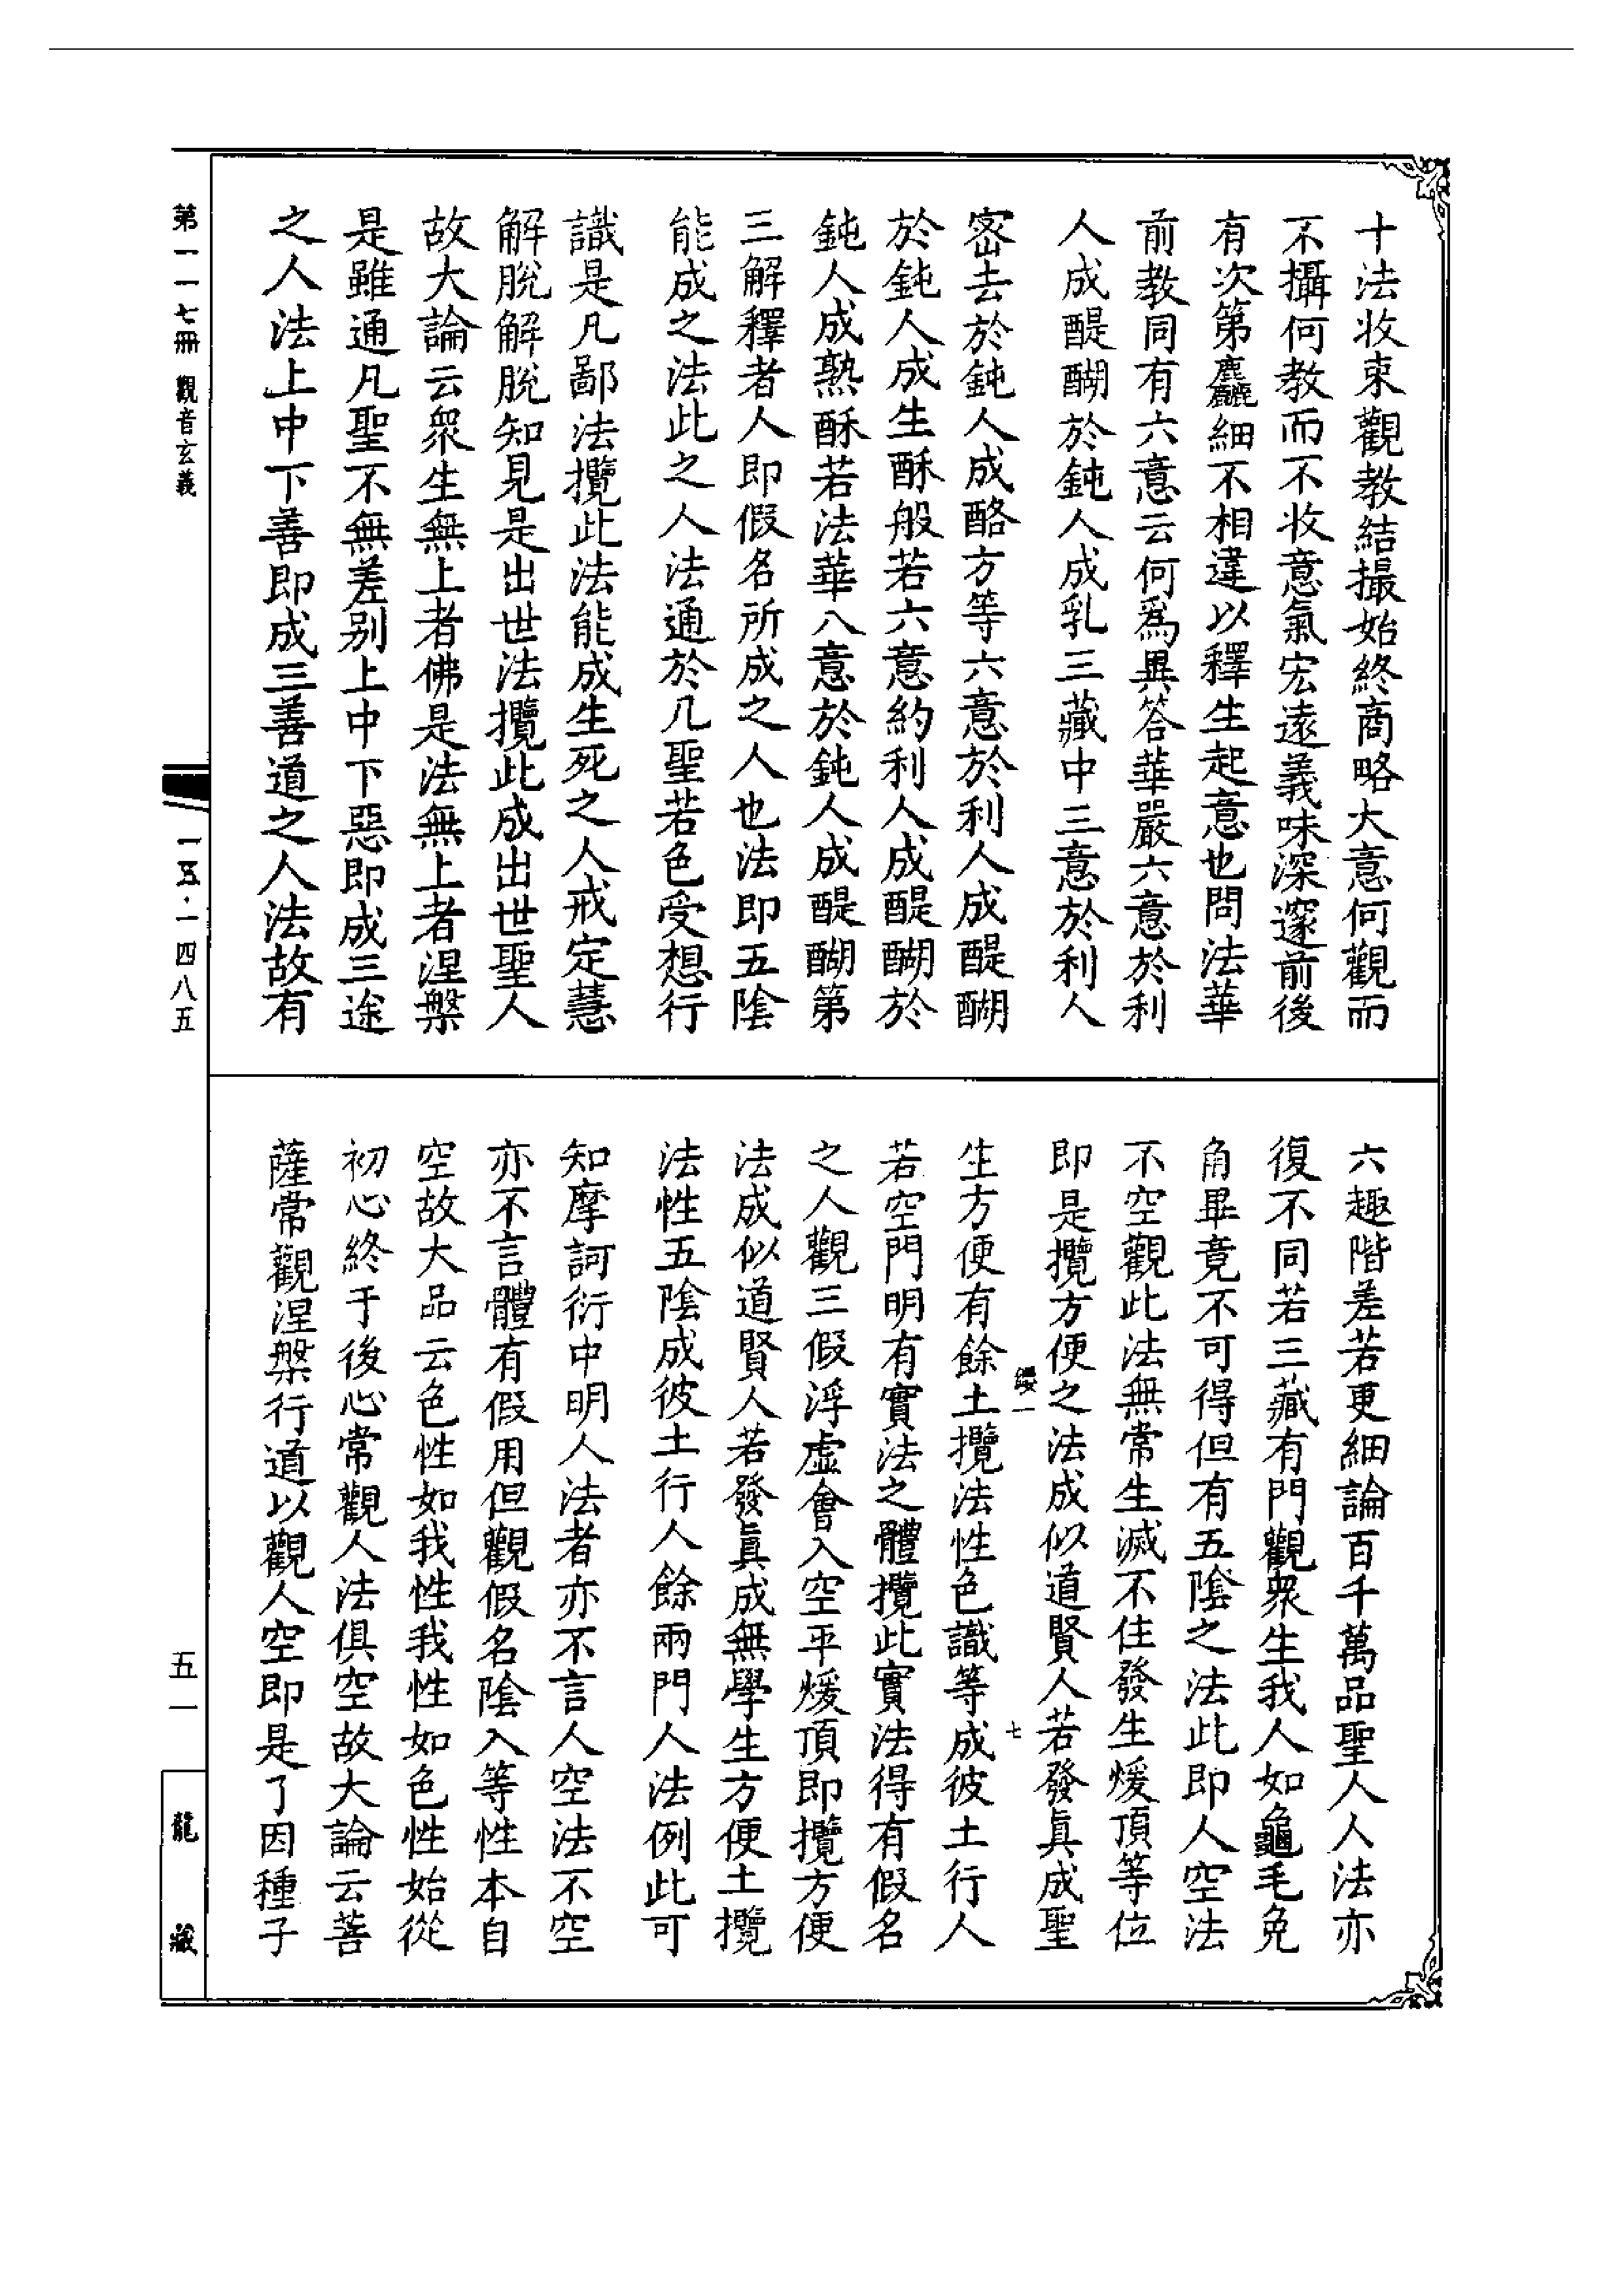 十法收束觀教結撮始終商略大意何觀而
不攝何教而不收意氣宏遠義味深邃前後
有次第麤細不相違以釋生起意也問法華
前教同有六意云何爲異答華嚴六意於利
人成醍醐於鈍人成乳三藏中三意於利人
密去於鈍人成酪方等六意於利人成醍醐
於鈍人成生酥般若六意約利人成醍醐於
鈍人成熟酥若法華八意於鈍人成醍醐第
三解釋者人即假名所成之人也法即五陰
能成之法此之人法通於凡聖若色受想行
識是凡鄙法攬此法能成生死之人戒定慧
解脫解脫知見是出世法攬此成出世聖人
故大論云眾生無上者佛是法無上者涅槃
是雖通凡聖不無差別上中下惡即成三途
之人法上中下善即成三善道之人法故有
六趣階差若更細論百千萬品聖人人法亦
復不同若三藏有門觀眾生我人如龜毛兔
角畢竟不可得但有五陰之法此即人空法
不空觀此法無常生滅不住發生煖頂等位
即是攬方便之法成似道賢人若發眞成聖
纓一
七
生方便有餘土攬法性色識等成彼土行人
若空門明有實法之體攬此實法得有假名
之人觀三假浮虛會入空平煖頂即攬方便
法成似道賢人若發眞成無學生方便土攬
法性五陰成彼土行人餘兩門人法例此可
知摩訶衍中明人法者亦不言人空法不空
亦不言體有假用但觀假名陰入等性本自
空故大品云色性如我性我性如色性始從
初心終于後心常觀人法俱空故大論云菩
薩常觀涅槃行道以觀人空即是了因種子
第一一七冊 觀音玄義
一五·一四八五
五一
龍藏